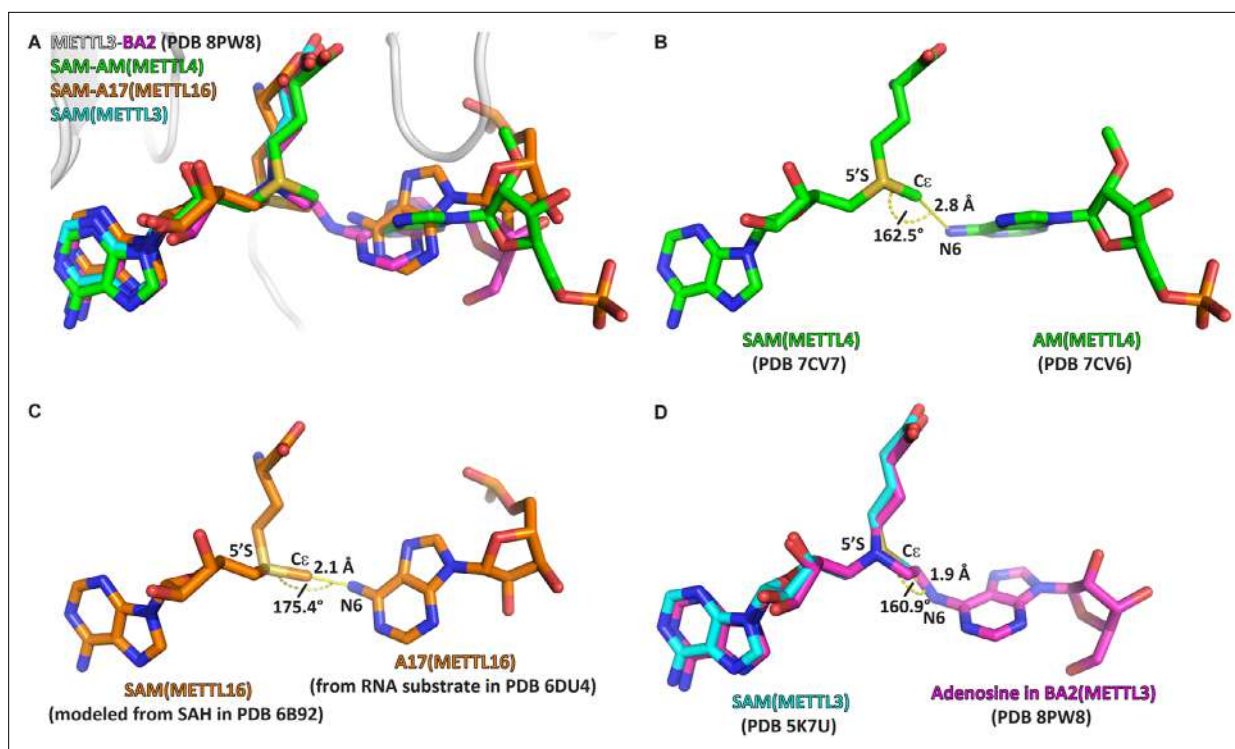 A
METTL3-BA2 (PDB 8PW8)
SAM-AM(METTL4)
SAM-A17(METTL16)
SAM(METTL3)
B
5'S
Cε
2.8 Å
162.5°
N6
SAM(METTL4)
(PDB 7CV7)
AM(METTL4)
(PDB 7CV6)
C
5'S
Cε
2.1 Å
175.4°
N6
SAM(METTL16)
(modeled from SAH in PDB 6B92)
A17(METTL16)
(from RNA substrate in PDB 6DU4)
D
5'S
Cε
1.9 Å
160.9°
N6
SAM(METTL3)
(PDB 5K7U)
Adenosine in BA2(METTL3)
(PDB 8PW8)